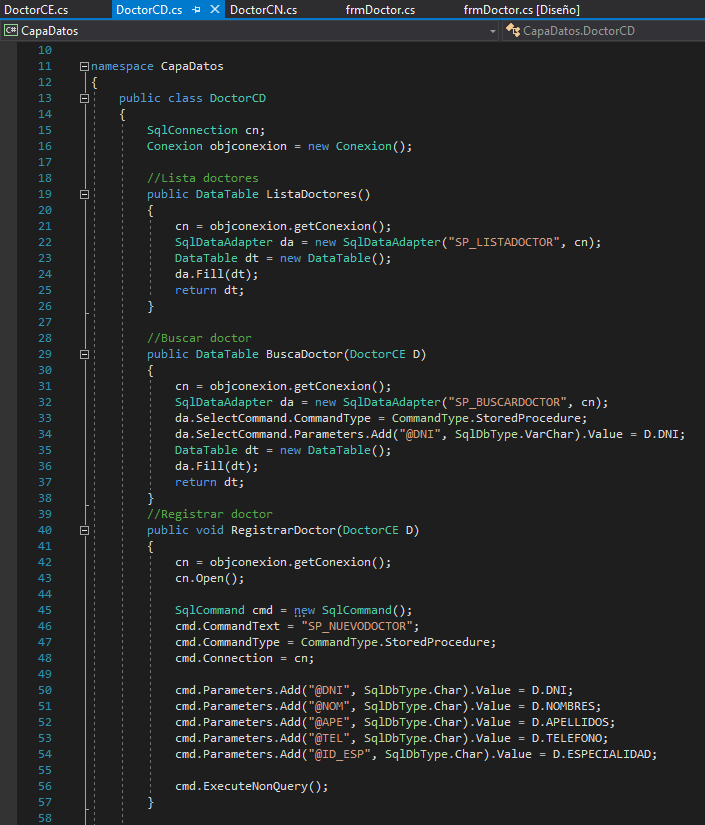 DoctorCE.cs DoctorCD.cs DoctorCN.cs frmDoctor.cs frmDoctor.cs [Diseño]
C# CapaDatos CapaDatos.DoctorCD
10
11 namespace CapaDatos
12 {
13 public class DoctorCD
14 {
15 SqlConnection cn;
16 Conexion objconexion = new Conexion();
17
18 //Lista doctores
19 public DataTable ListaDoctores()
20 {
21 cn = objconexion.getConexion();
22 SqlDataAdapter da = new SqlDataAdapter("SP_LISTADOCTOR", cn);
23 DataTable dt = new DataTable();
24 da.Fill(dt);
25 return dt;
26 }
27
28 //Buscar doctor
29 public DataTable BuscaDoctor(DoctorCE D)
30 {
31 cn = objconexion.getConexion();
32 SqlDataAdapter da = new SqlDataAdapter("SP_BUSCARDOCTOR", cn);
33 da.SelectCommand.CommandType = CommandType.StoredProcedure;
34 da.SelectCommand.Parameters.Add("@DNI", SqlDbType.VarChar).Value = D.DNI;
35 DataTable dt = new DataTable();
36 da.Fill(dt);
37 return dt;
38 }
39 //Registrar doctor
40 public void RegistrarDoctor(DoctorCE D)
41 {
42 cn = objconexion.getConexion();
43 cn.Open();
44
45 SqlCommand cmd = new SqlCommand();
46 cmd.CommandText = "SP_NUEVODOCTOR";
47 cmd.CommandType = CommandType.StoredProcedure;
48 cmd.Connection = cn;
49
50 cmd.Parameters.Add("@DNI", SqlDbType.Char).Value = D.DNI;
51 cmd.Parameters.Add("@NOM", SqlDbType.Char).Value = D.NOMBRES;
52 cmd.Parameters.Add("@APE", SqlDbType.Char).Value = D.APELLIDOS;
53 cmd.Parameters.Add("@TEL", SqlDbType.Char).Value = D.TELEFONO;
54 cmd.Parameters.Add("@ID_ESP", SqlDbType.Char).Value = D.ESPECIALIDAD;
55
56 cmd.ExecuteNonQuery();
57 }
58